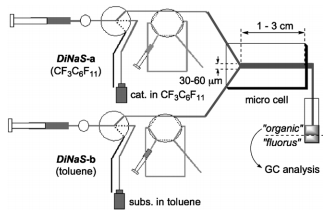 1 - 3 cm
DiNaS-a
(CF3C6F11)
30-60 μm
cat. in CF3C6F11
micro cell
DiNaS-b
(toluene)
"organic"
"fluorus"
GC analysis
subs. in toluene